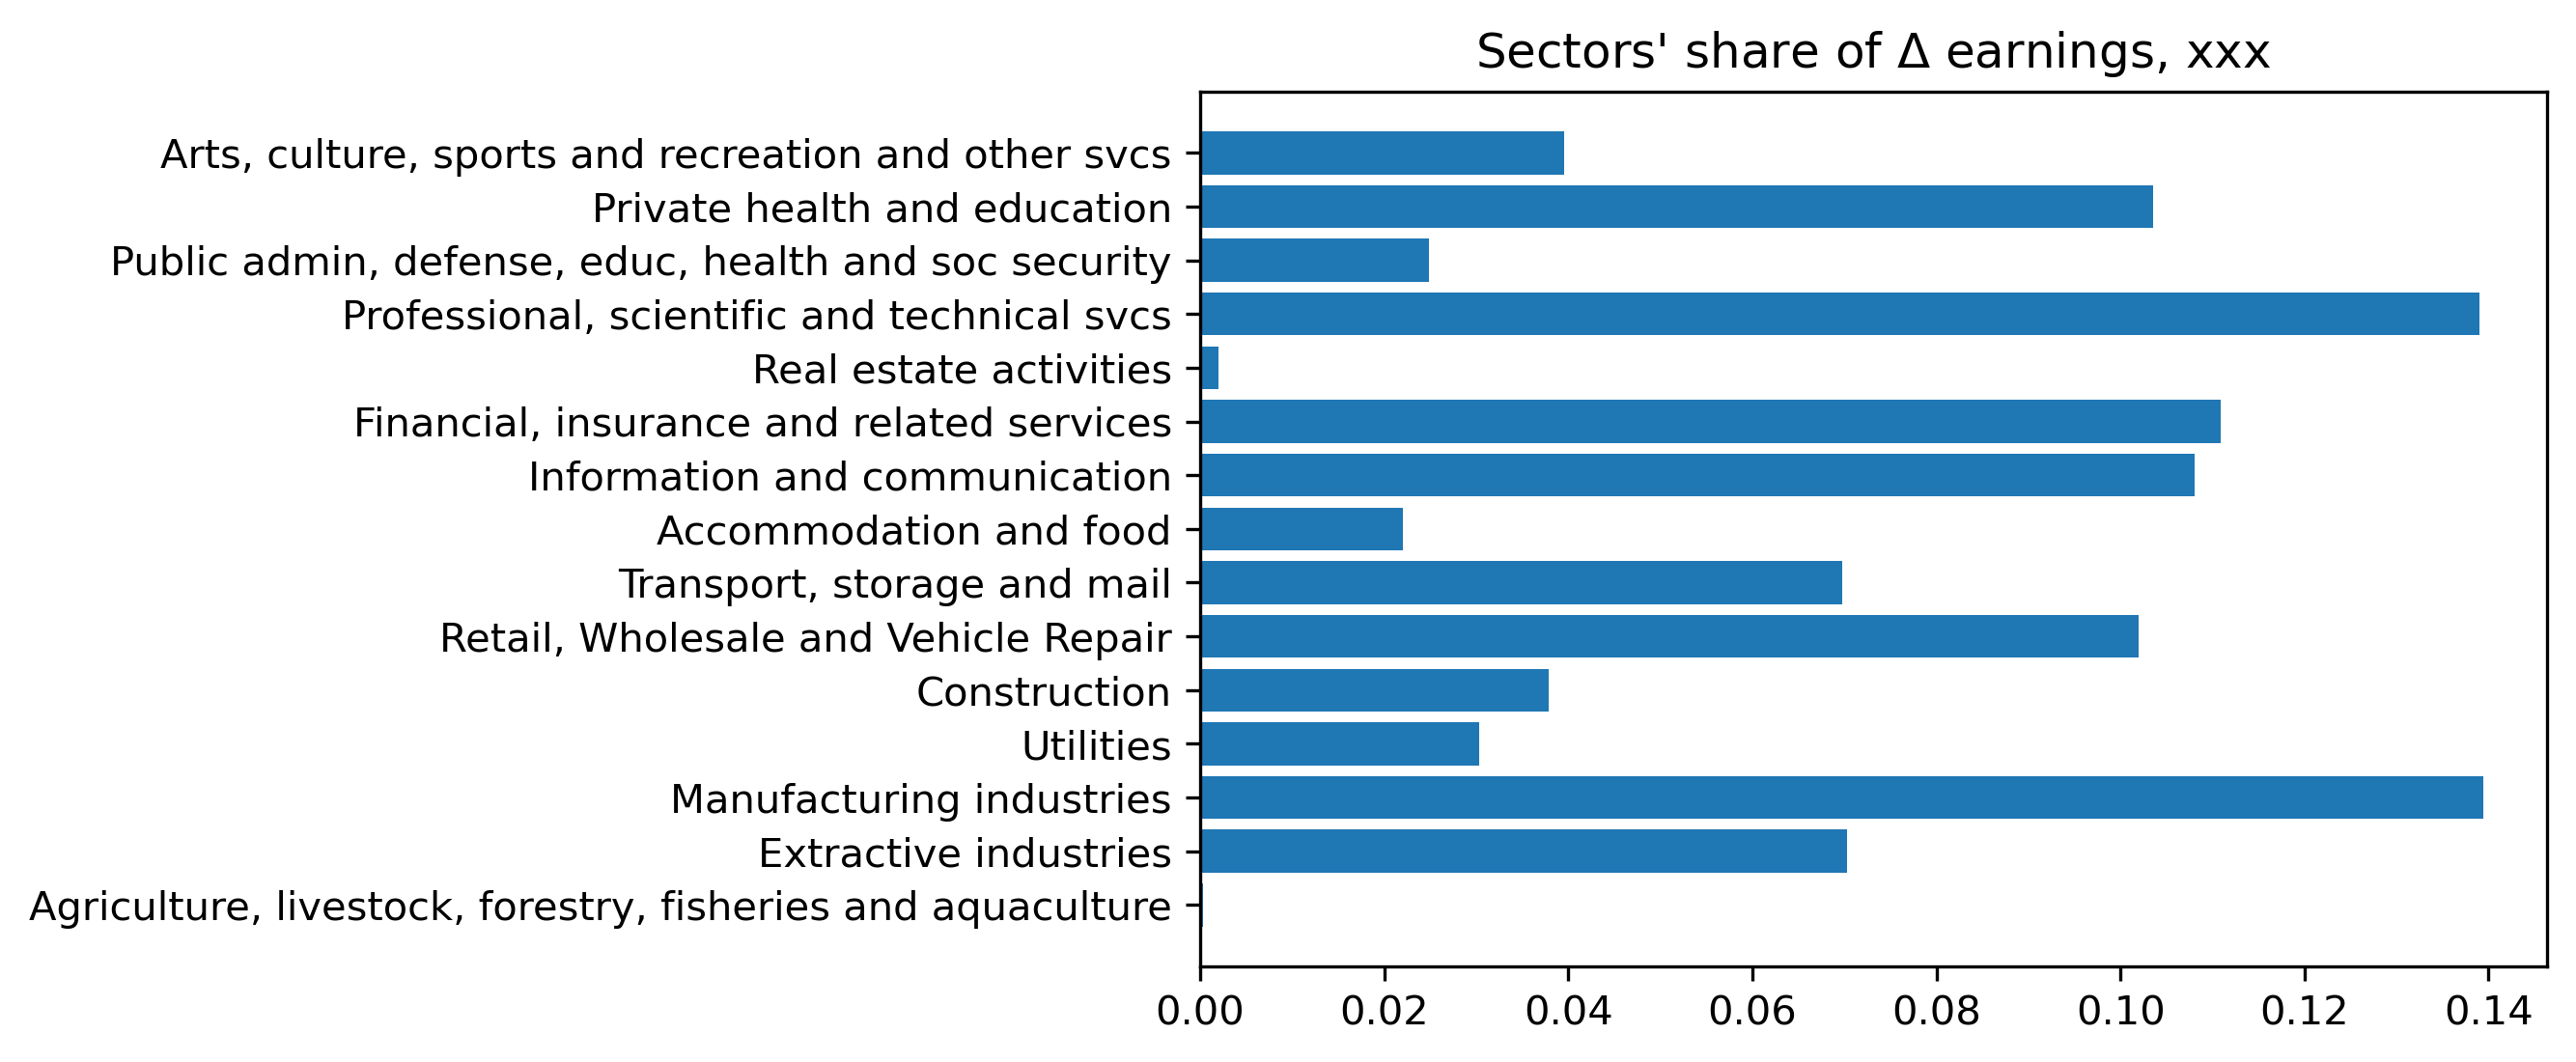 Sectors' share of Δ earnings, xxx
Arts, culture, sports and recreation and other svcs
Private health and education
Public admin, defense, educ, health and soc security
Professional, scientific and technical svcs
Real estate activities
Financial, insurance and related services
Information and communication
Accommodation and food
Transport, storage and mail
Retail, Wholesale and Vehicle Repair
Construction
Utilities
Manufacturing industries
Extractive industries
Agriculture, livestock, forestry, fisheries and aquaculture
0.00 0.02 0.04 0.06 0.08 0.10 0.12 0.14